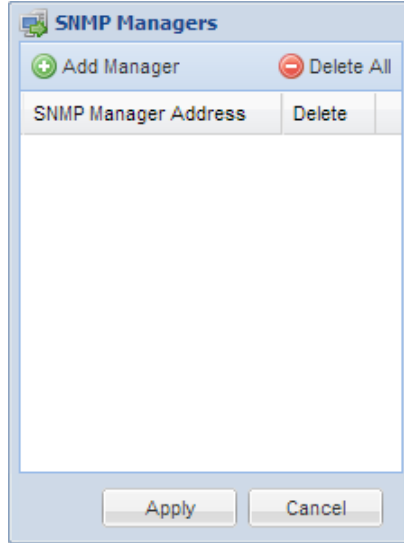 SNMP Managers
Add Manager Delete All
SNMP Manager Address Delete
Apply Cancel